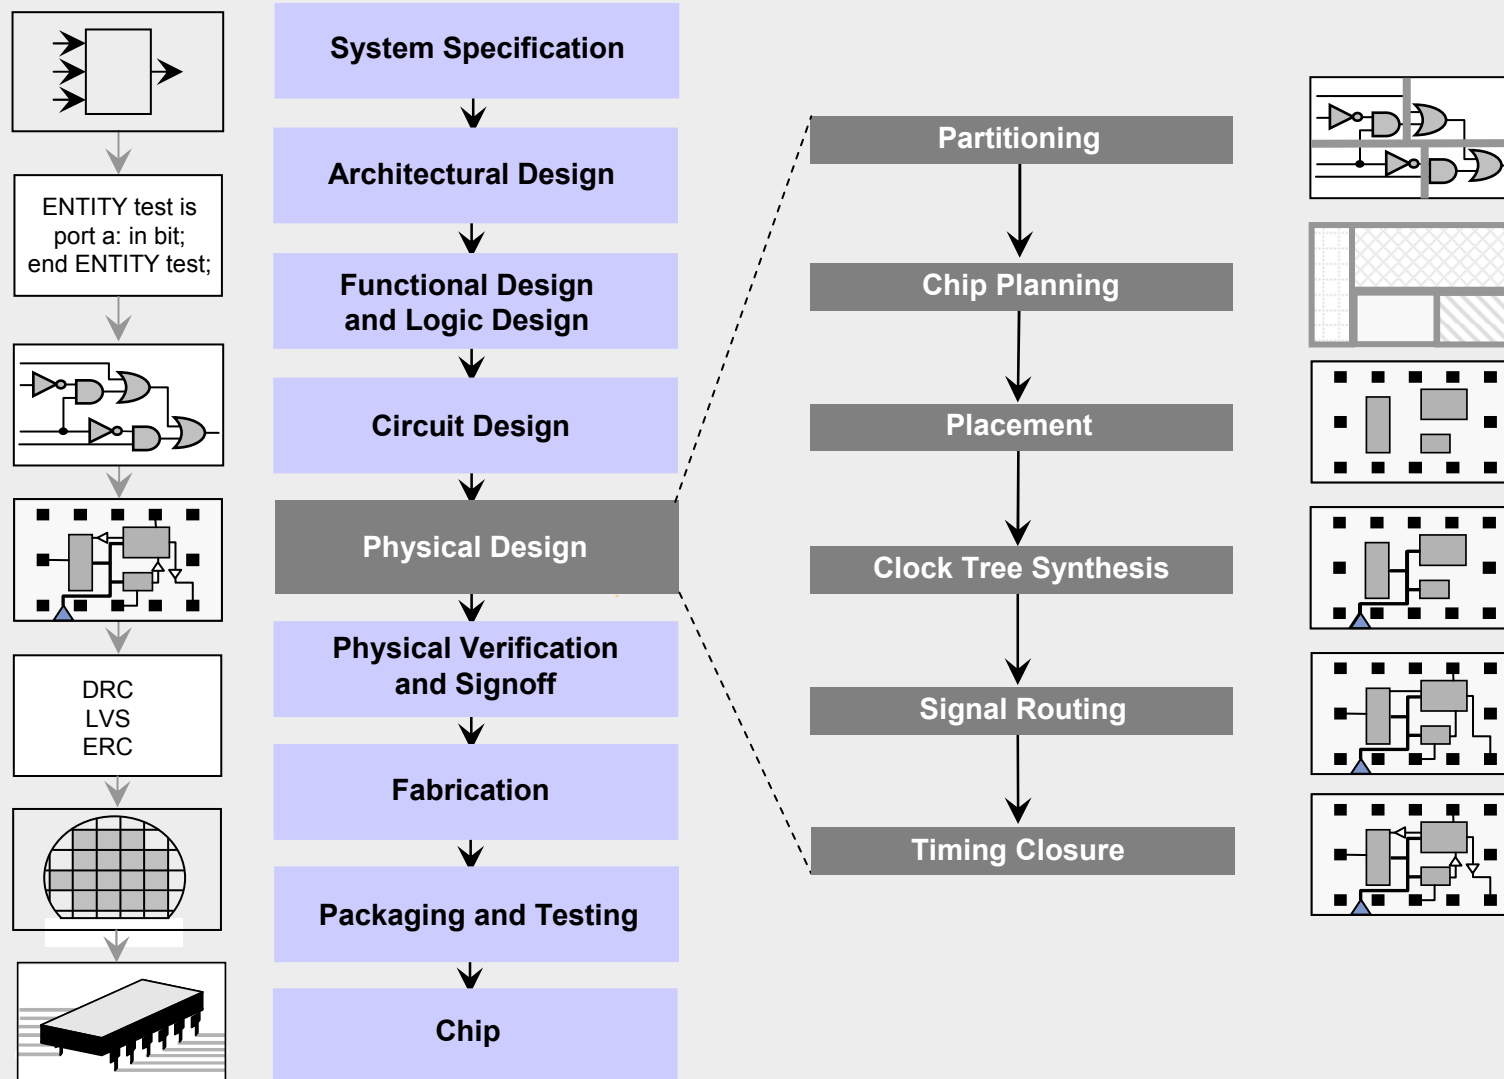 System Specification
Architectural Design
Functional Design
and Logic Design
Circuit Design
Physical Design
Physical Verification
and Signoff
Fabrication
Packaging and Testing
Chip
ENTITY test is
port a: in bit;
end ENTITY test;
DRC
LVS
ERC
Partitioning
Chip Planning
Placement
Clock Tree Synthesis
Signal Routing
Timing Closure